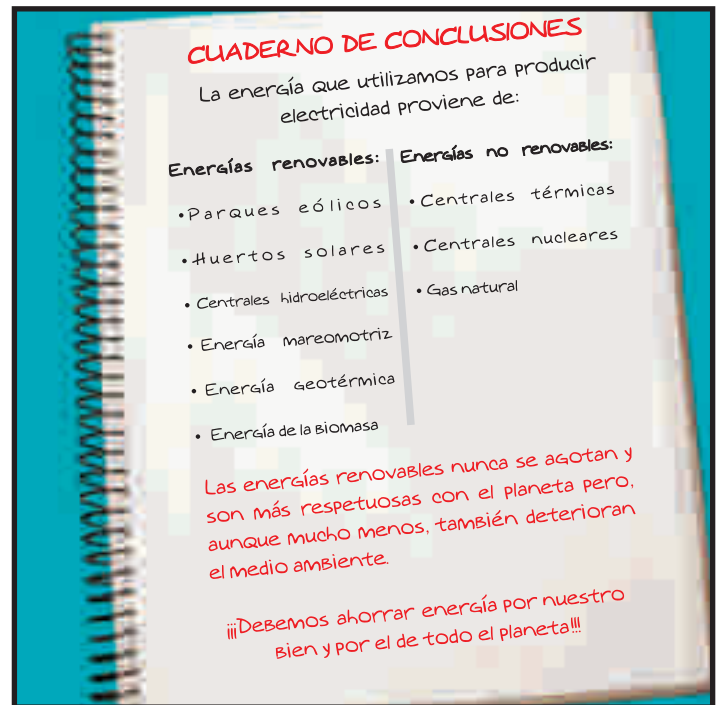 CUADERNO DE CONCLUSIONES
La energía que utilizamos para producir
electricidad proviene de:
Energías renovables:
• Parques eólicos
• Huertos solares
• Centrales hidroeléctricas
• Energía mareomotriz
• Energía geotérmica
• Energía de la biomasa
Energías no renovables:
• Centrales térmicas
• Centrales nucleares
• Gas natural
Las energías renovables nunca se agotan y
son más respetuosas con el planeta pero,
aunque mucho menos, también deterioran
el medio ambiente.
¡¡¡Debemos ahorrar energía por nuestro
bien y por el de todo el planeta!!!